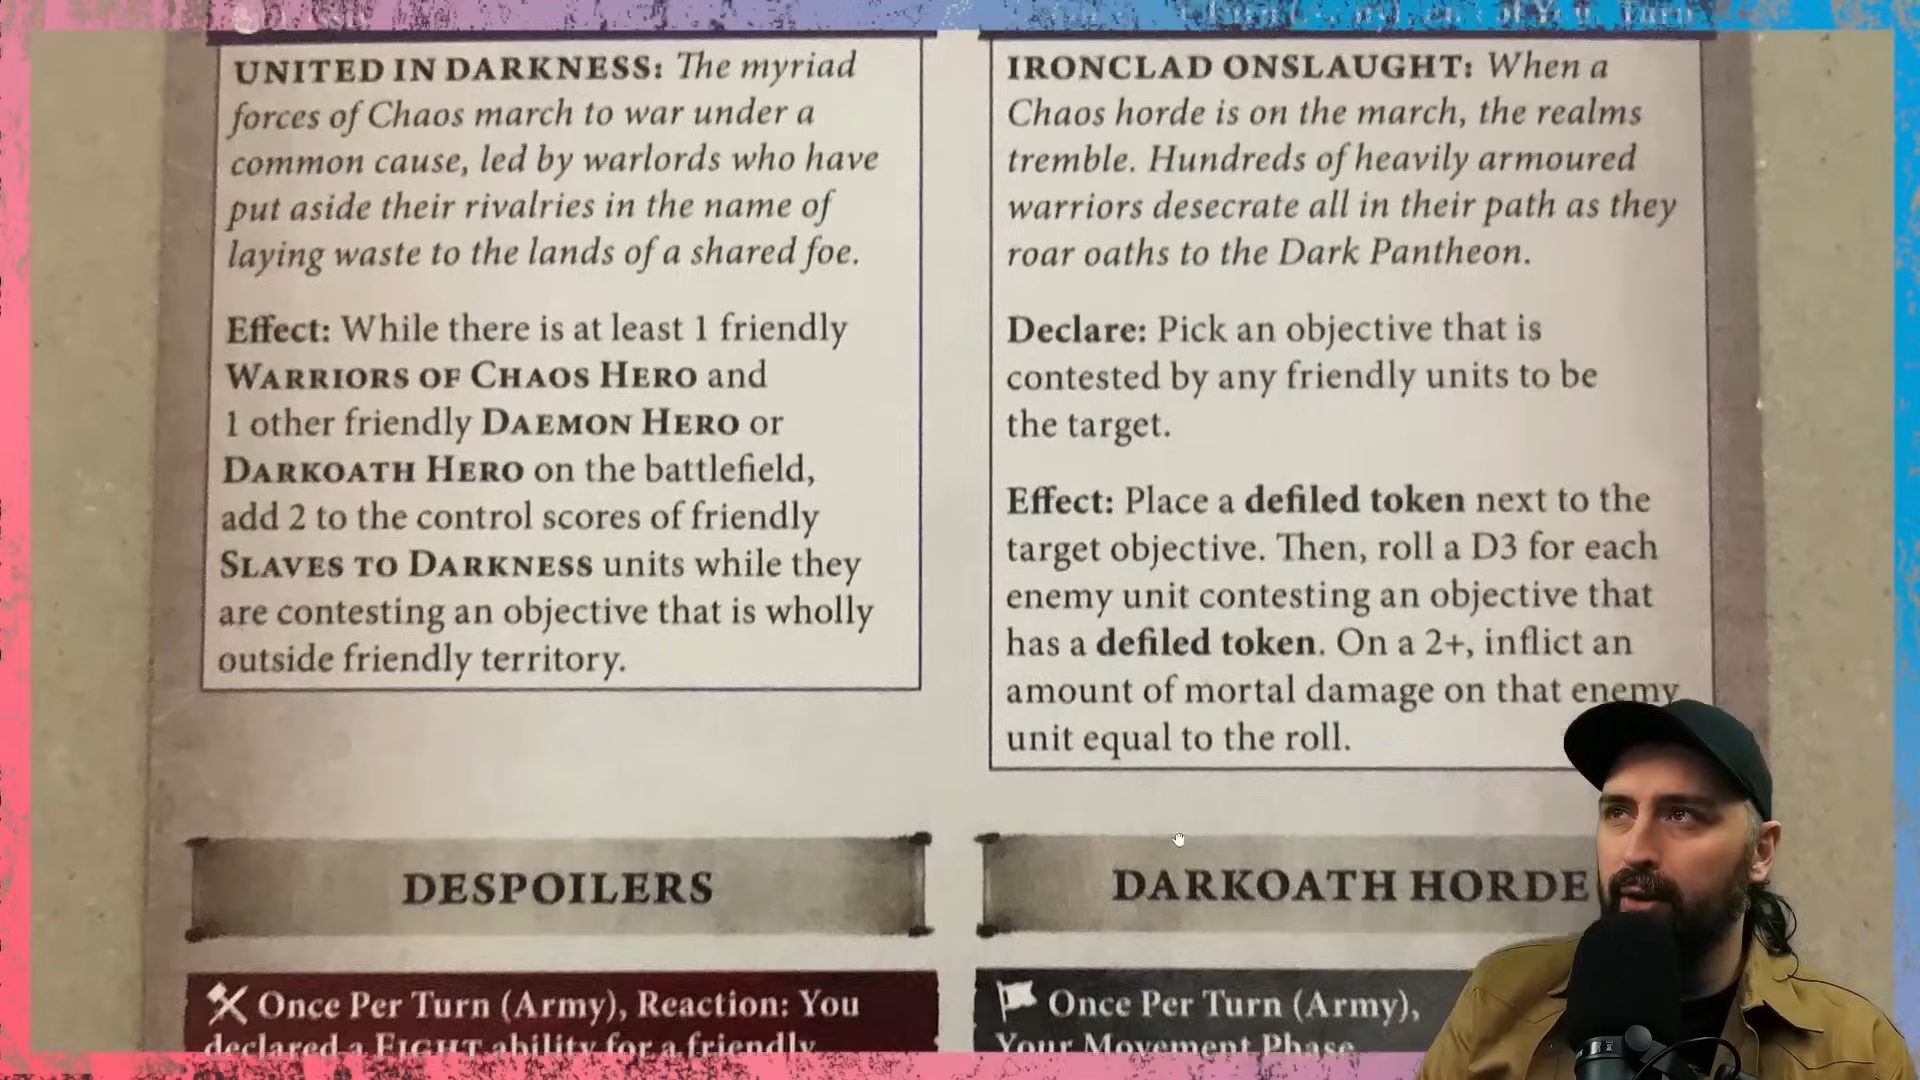 UNITED IN DARKNESS: The myriad
forces of Chaos march to war under a
common cause, led by warlords who have
put aside their rivalries in the name of
laying waste to the lands of a shared foe.
Effect: While there is at least 1 friendly
WARRIORS OF CHAOS HERO and
1 other friendly DAEMON HERO or
DARKOATH HERO on the battlefield,
add 2 to the control scores of friendly
SLAVES TO DARKNESS units while they
are contesting an objective that is wholly
outside friendly territory.
DESPOILERS
Once Per Turn (Army), Reaction: You
declared a FIGHT ability for a friendly
IRONCLAD ONSLAUGHT: When a
Chaos horde is on the march, the realms
tremble. Hundreds of heavily armoured
warriors desecrate all in their path as they
roar oaths to the Dark Pantheon.
Declare: Pick an objective that is
contested by any friendly units to be
the target.
Effect: Place a defiled token next to the
target objective. Then, roll a D3 for each
enemy unit contesting an objective that
has a defiled token. On a 2+, inflict an
amount of mortal damage on that enemy
unit equal to the roll.
DARKOATH HORDE
Once Per Turn (Army),
Your Movement Phase